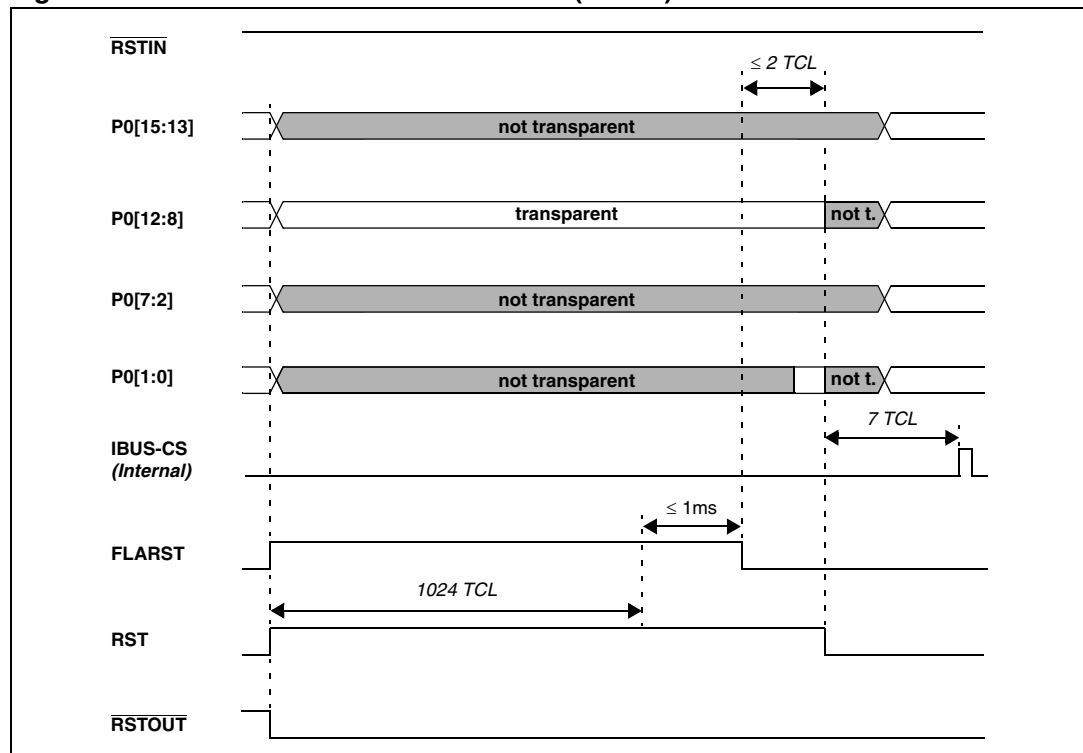 RSTIN
≤ 2 TCL
P0[15:13]
not transparent
P0[12:8]
transparent
not t.
P0[7:2]
not transparent
P0[1:0]
not transparent
not t.
7 TCL
IBUS-CS
(Internal)
≤ 1ms
FLARST
1024 TCL
RST
RSTOUT